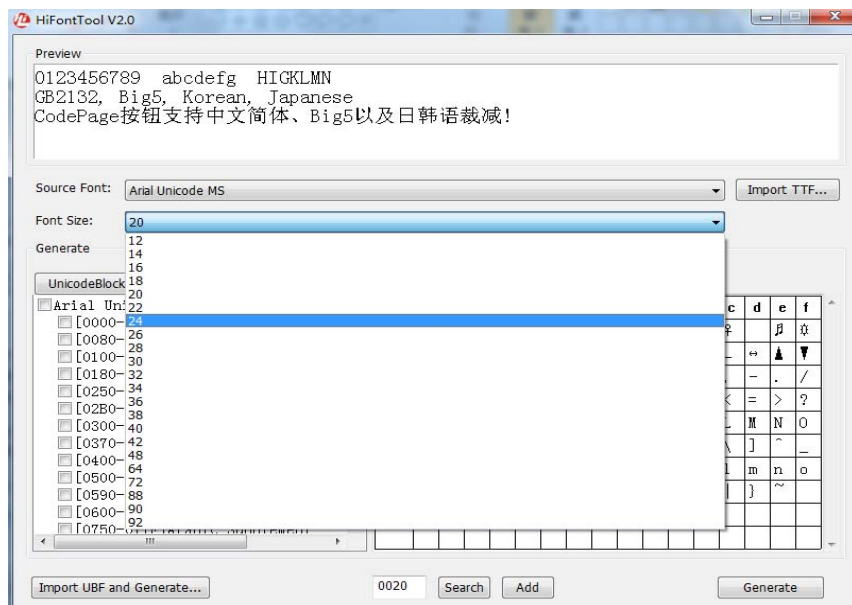 HiFontTool V2.0
Preview
0123456789 abcdefg HIGKLMN
GB2132, Big5, Korean, Japanese
CodePage按钮支持中文简体、Big5以及日韩语裁减!
Source Font: Arial Unicode MS Import TTF...
Font Size: 20
12
14
16
18
20
22
24
26
28
30
32
34
36
38
40
42
48
64
72
88
90
92
Generate
UnicodeBlock
Arial Uni
[0000-
[0080-
[0100-
[0180-
[0250-
[02B0-
[0300-
[0370-
[0400-
[0500-
[0590-
[0600-
[0750-
c d e f
♬ ☼
↔ ▲ ▼
- . /
< = > ?
L M N O
\ ] ^ _
l m n o
| } ~
Import UBF and Generate... 0020 Search Add Generate